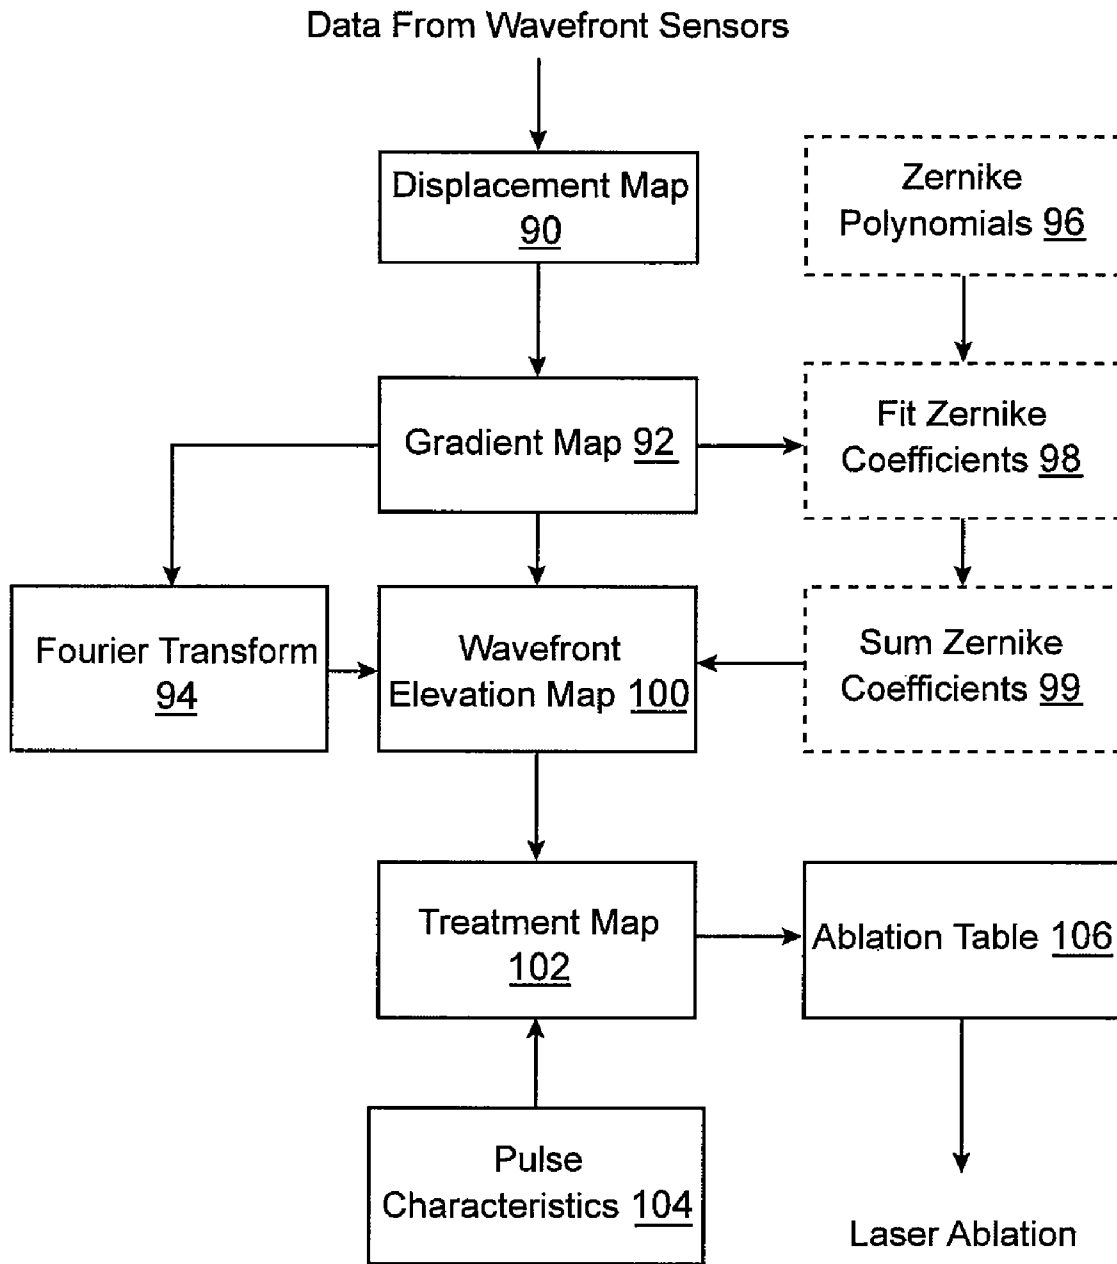 Data From Wavefront Sensors
Displacement Map
90
Zernike
Polynomials 96
Gradient Map 92
Fit Zernike
Coefficients 98
Fourier Transform
94
Wavefront
Elevation Map 100
Sum Zernike
Coefficients 99
Treatment Map
102
Ablation Table 106
Pulse
Characteristics 104
Laser Ablation